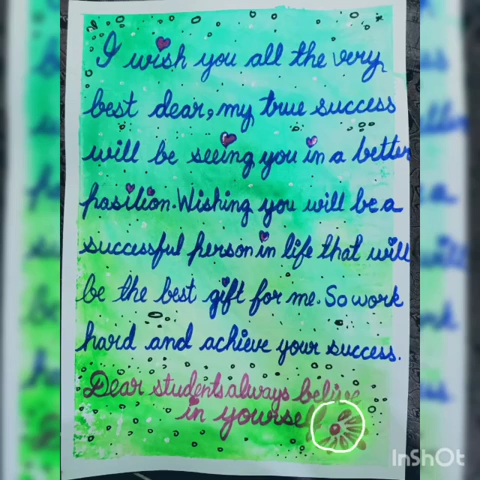 I wish you all the very
best dear, my true success
will be seeing you in a better
pasition. Wishing you will be a
successful person in life that will
be the best gift for me. So work
hard and achieve your success.
Dear students always believe
in yourse
InShOt